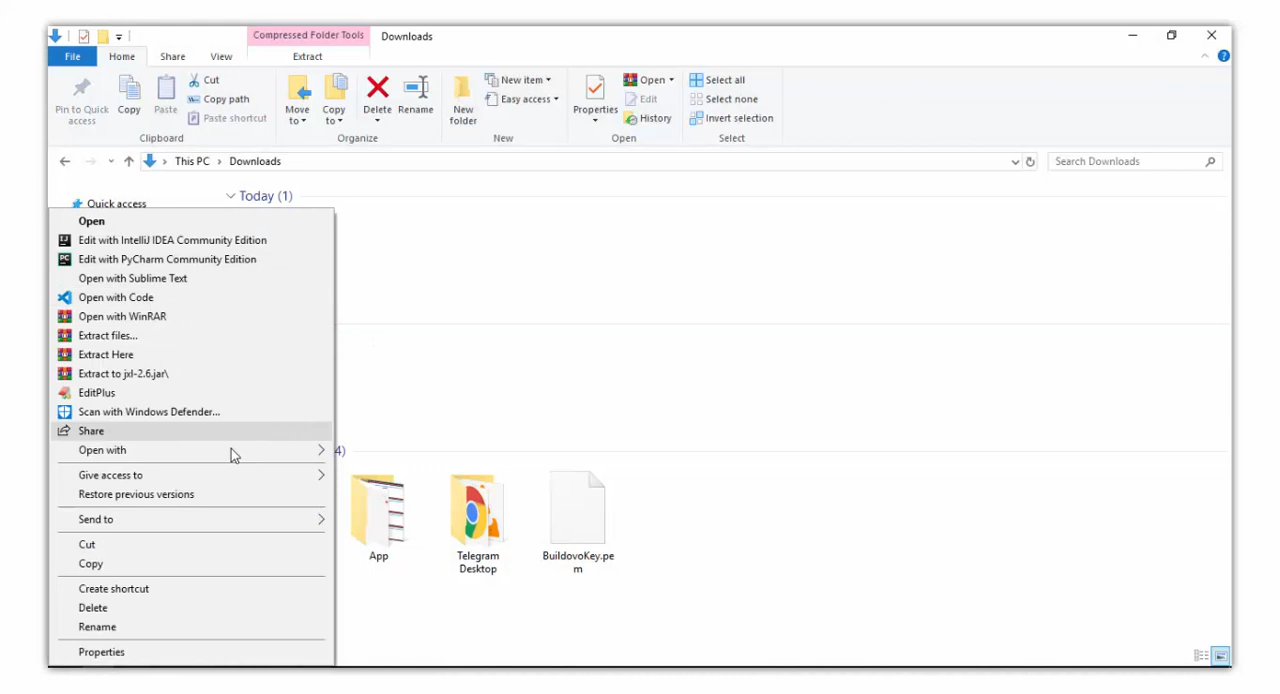 Compressed Folder Tools
Downloads
File
Home
Share
View
Extract
Pin to Quick
access
Copy
Paste
Cut
Copy path
Paste shortcut
Clipboard
Move
to
Copy
to
Delete
Rename
Organize
New
folder
New item
Easy access
New
Properties
Open
Edit
History
Open
Select all
Select none
Invert selection
Select
This PC
Downloads
Search Downloads
Quick access
Today (1)
Open
Edit with IntelliJ IDEA Community Edition
Edit with PyCharm Community Edition
Open with Sublime Text
Open with Code
Open with WinRAR
Extract files...
Extract Here
Extract to jxl-2.6.jar\
EditPlus
Scan with Windows Defender...
Share
Open with
4)
Give access to
Restore previous versions
Send to
Cut
Copy
Create shortcut
Delete
Rename
Properties
App
Telegram
Desktop
BuildovoKey.pe
m